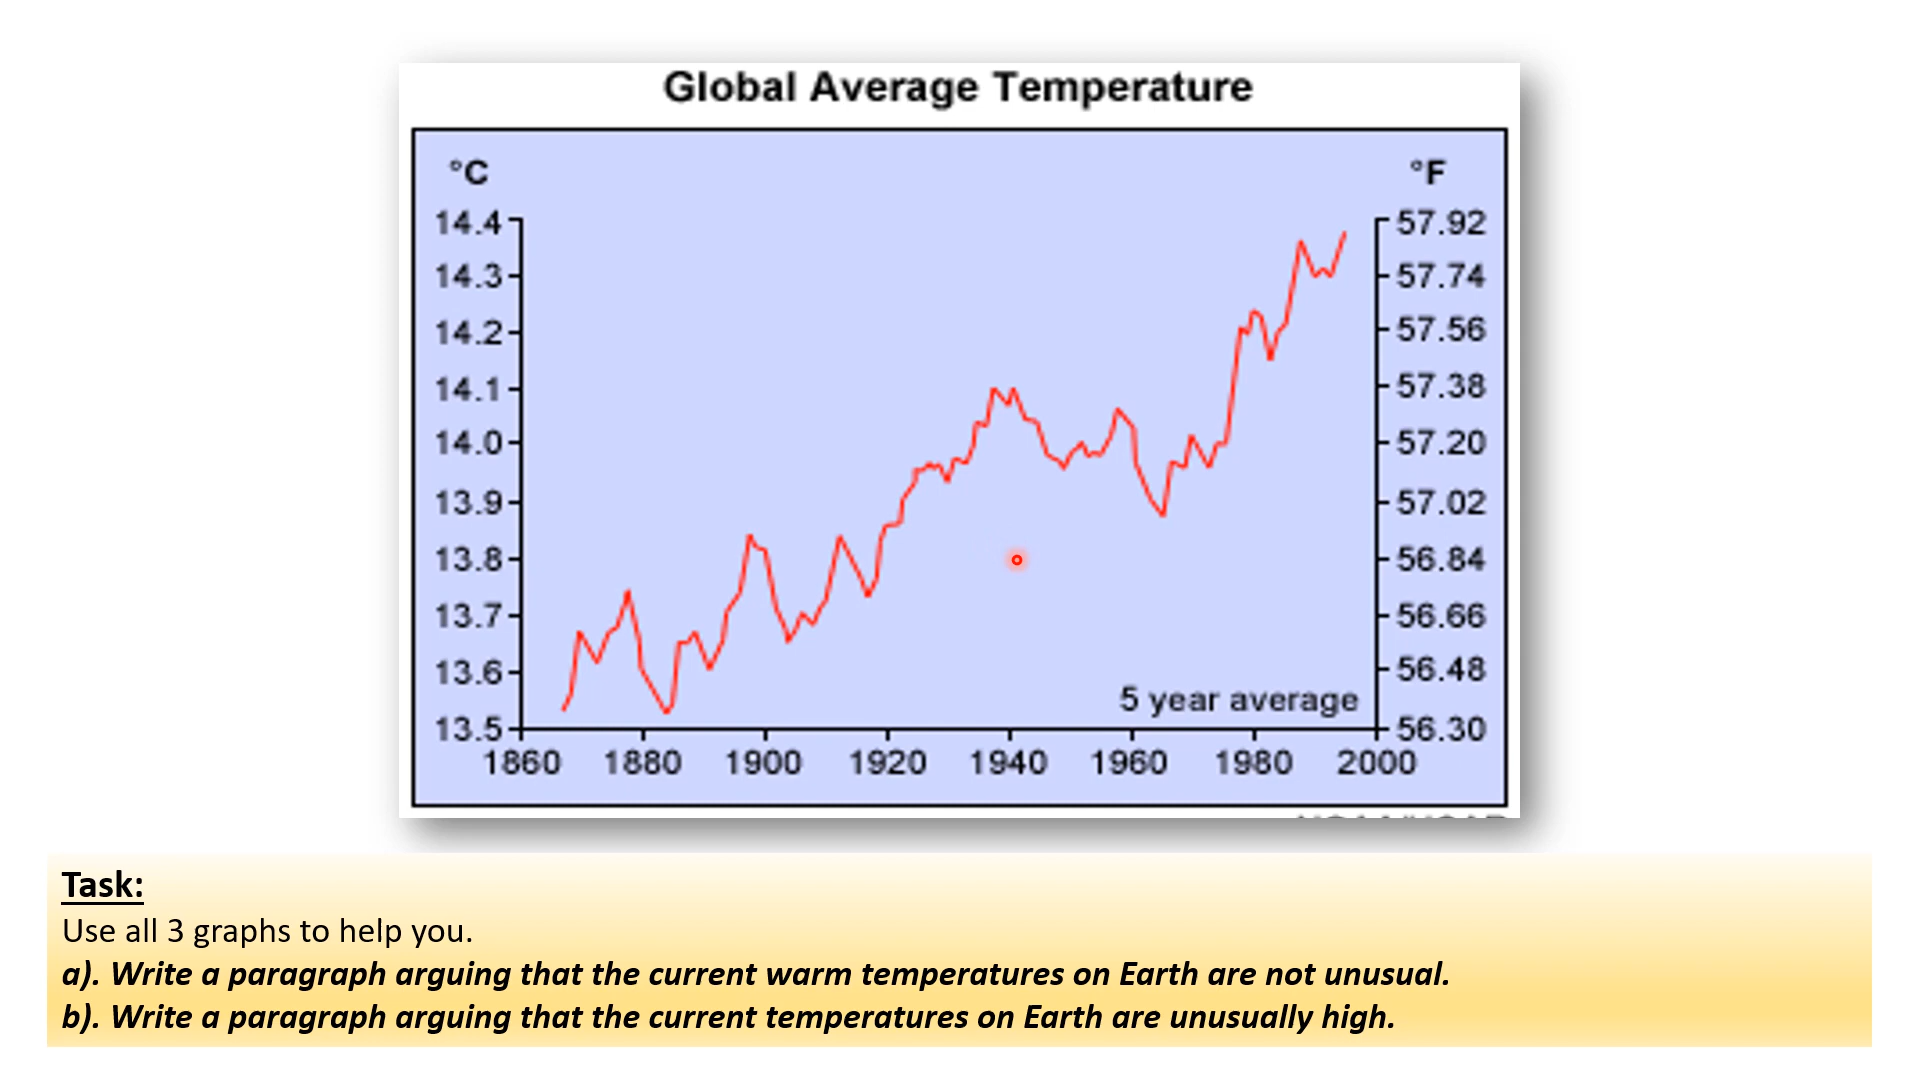 Global Average Temperature
°C
°F
14.4
57.92
14.3
57.74
14.2
57.56
14.1
57.38
14.0
57.20
13.9
57.02
13.8
56.84
13.7
56.66
13.6
56.48
5 year average
13.5
56.30
1860 1880 1900 1920 1940 1960 1980 2000
Task:
Use all 3 graphs to help you.
a). Write a paragraph arguing that the current warm temperatures on Earth are not unusual.
b). Write a paragraph arguing that the current temperatures on Earth are unusually high.